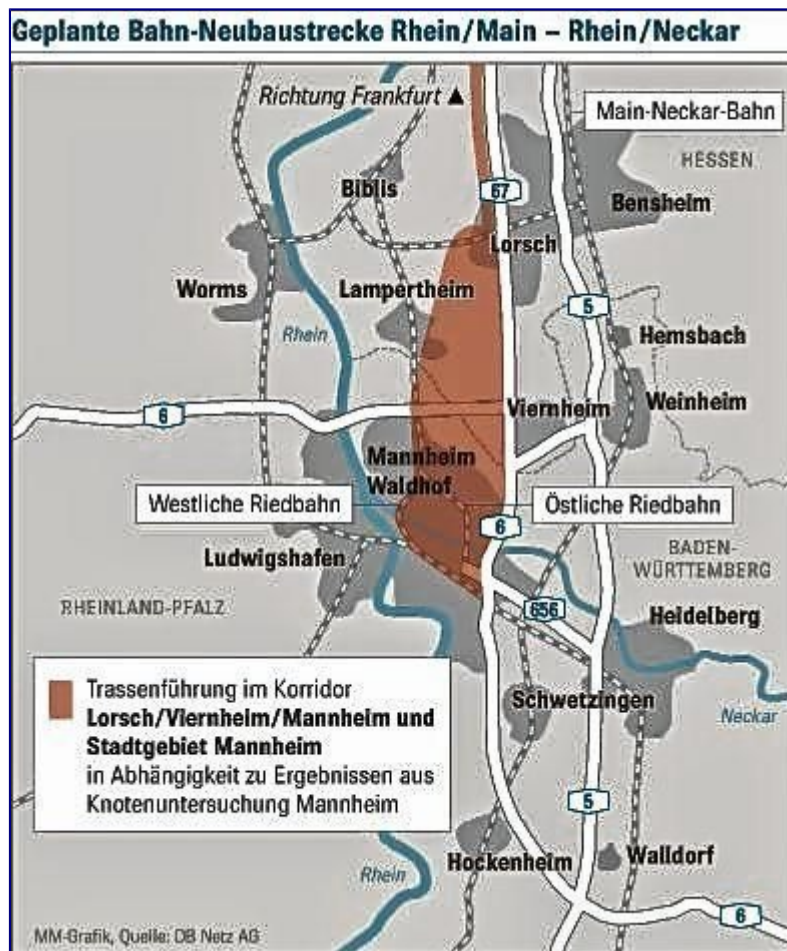 Geplante Bahn-Neubaustrecke Rhein/Main – Rhein/Neckar
Richtung Frankfurt ▲
Main-Neckar-Bahn
HESSEN
Biblis
67
Bensheim
Lorsch
Worms
Lampertheim
5
Rhein
Hemsbach
6
Viernheim
Weinheim
Mannheim
Waldhof
Westliche Riedbahn
6
Östliche Riedbahn
Ludwigshafen
BADEN-
WÜRTTEMBERG
RHEINLAND-PFALZ
656
Heidelberg
Trassenführung im Korridor
Lorsch/Viernheim/Mannheim und
Stadtgebiet Mannheim
in Abhängigkeit zu Ergebnissen aus
Knotenuntersuchung Mannheim
Schwetzingen
Neckar
5
Hockenheim
Walldorf
Rhein
6
MM-Grafik, Quelle: DB Netz AG